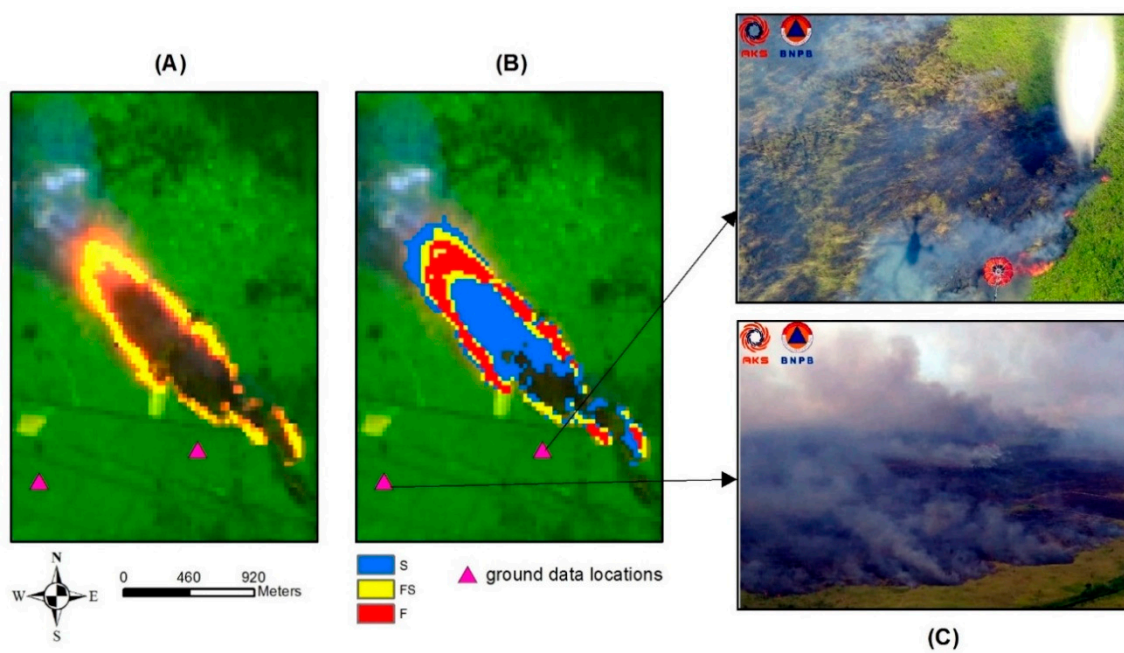 (A)
(B)
AKS BNPB
AKS BNPB
N
W E
S
0 460 920
Meters
S
FS
F
ground data locations
(C)